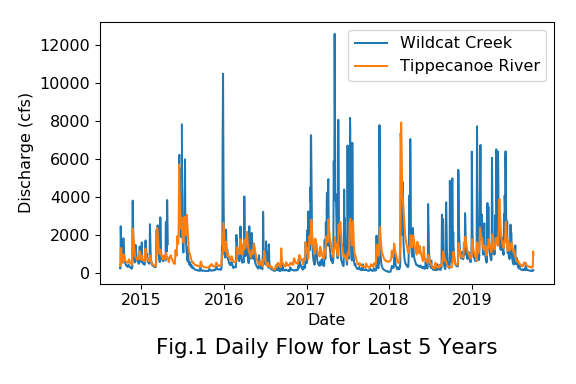 Wildcat Creek
Tippecanoe River
12000
10000
8000
6000
4000
2000
0
Discharge (cfs)
2015 2016 2017 2018 2019
Date
Fig.1 Daily Flow for Last 5 Years